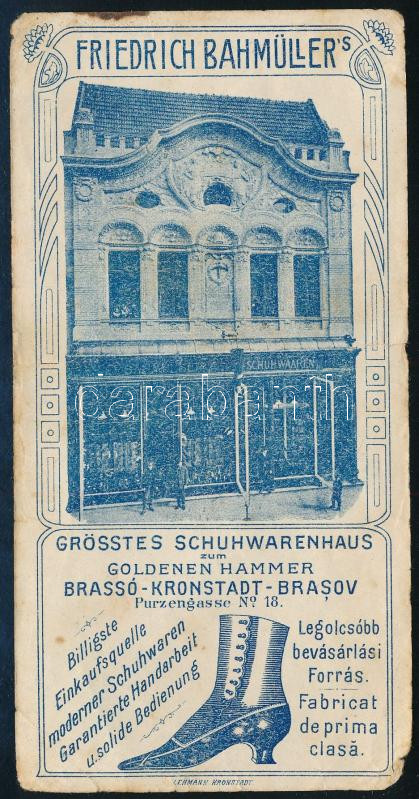 FRIEDRICH BAHMÜLLER'S
SCHUHWAAREN
carabanth
GRÖSSTES SCHUHWARENHAUS
zum
GOLDENEN HAMMER
BRASSÓ-KRONSTADT-BRAȘOV
Purzengasse Nº 18.
Billigste
Einkaufsquelle
moderner Schuhwaren
Garantierte Handarbeit
u. solide Bedienung
Legolcsóbb
bevásárlási
Forrás.
Fabricat
de prima
clasă.
LEHMANN KRONSTADT